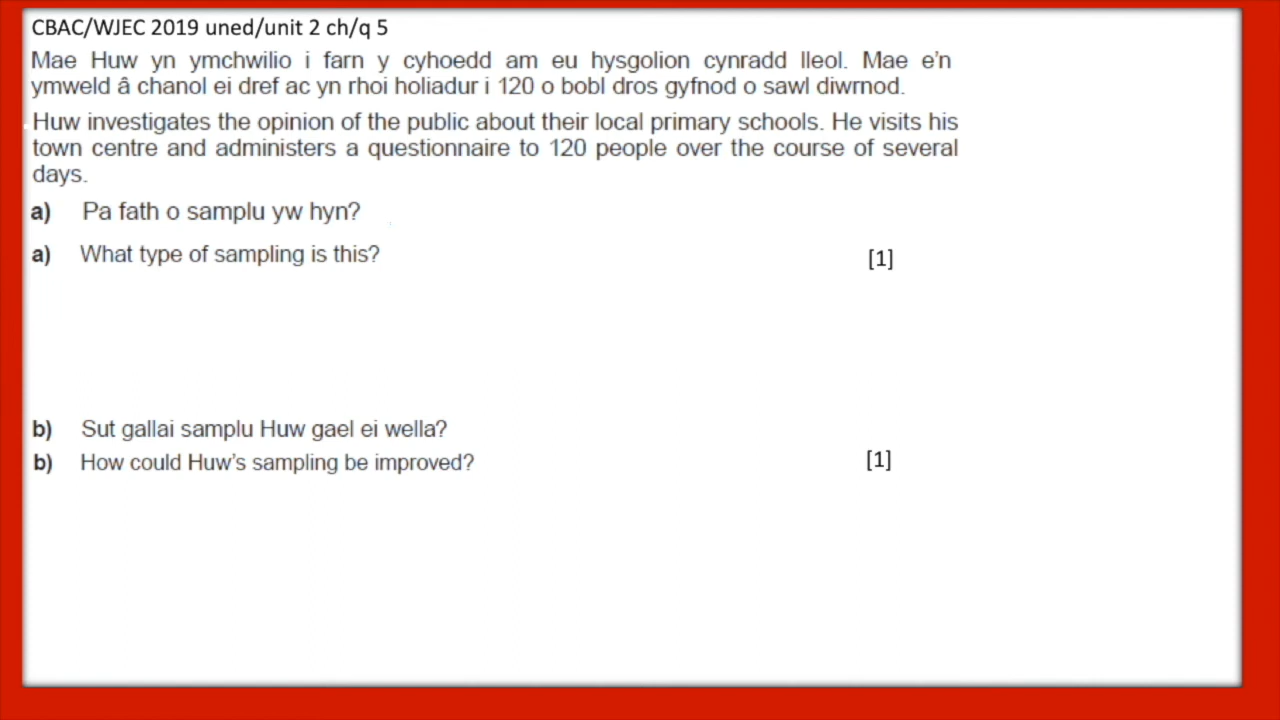 CBAC/WJEC 2019 uned/unit 2 ch/q 5
Mae Huw yn ymchwilio i farn y cyhoedd am eu hysgolion cynradd lleol. Mae e'n
ymweld â chanol ei dref ac yn rhoi holiadur i 120 o bobl dros gyfnod o sawl diwrnod.
Huw investigates the opinion of the public about their local primary schools. He visits his
town centre and administers a questionnaire to 120 people over the course of several
days.
a) Pa fath o samplu yw hyn?
a) What type of sampling is this? [1]
b) Sut gallai samplu Huw gael ei wella?
b) How could Huw's sampling be improved? [1]